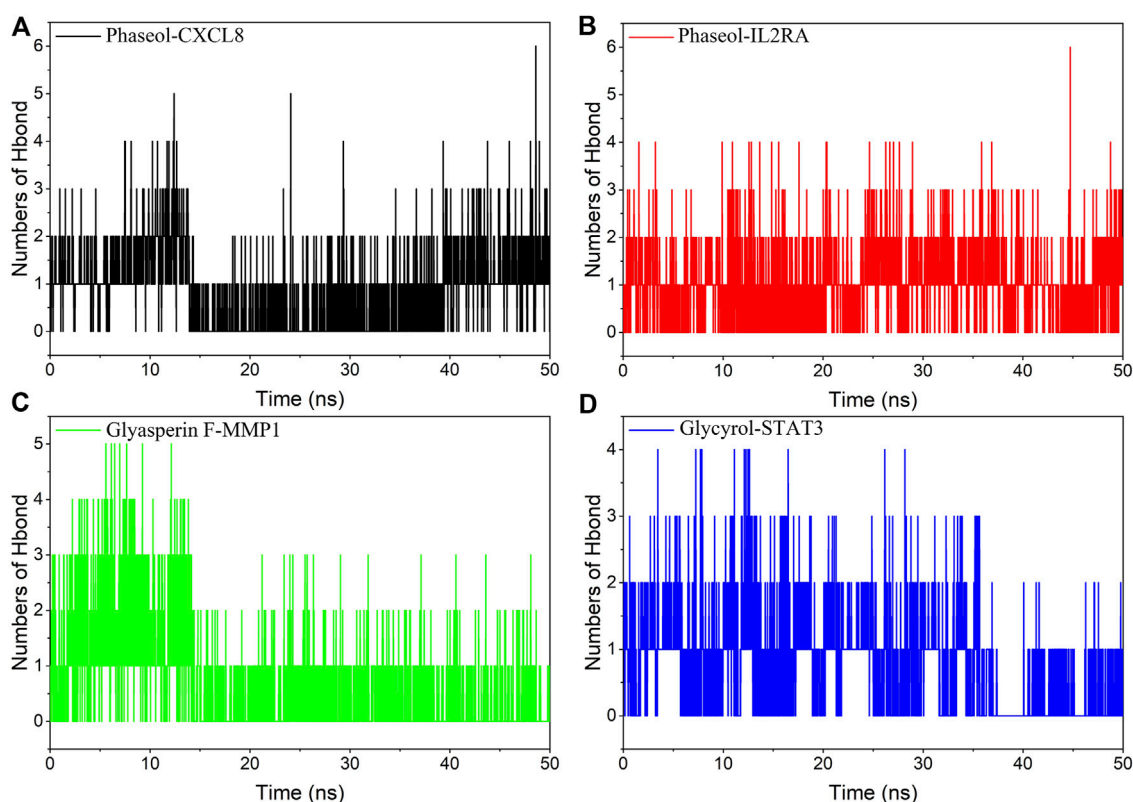 A
Phaseol-CXCL8
Numbers of Hbond
6
5
4
3
2
1
0
0 10 20 30 40 50
Time (ns)
B
Phaseol-IL2RA
Numbers of Hbond
6
5
4
3
2
1
0
0 10 20 30 40 50
Time (ns)
C
Glyasperin F-MMP1
Numbers of Hbond
5
4
3
2
1
0
0 10 20 30 40 50
Time (ns)
D
Glycyrol-STAT3
Numbers of Hbond
4
3
2
1
0
0 10 20 30 40 50
Time (ns)